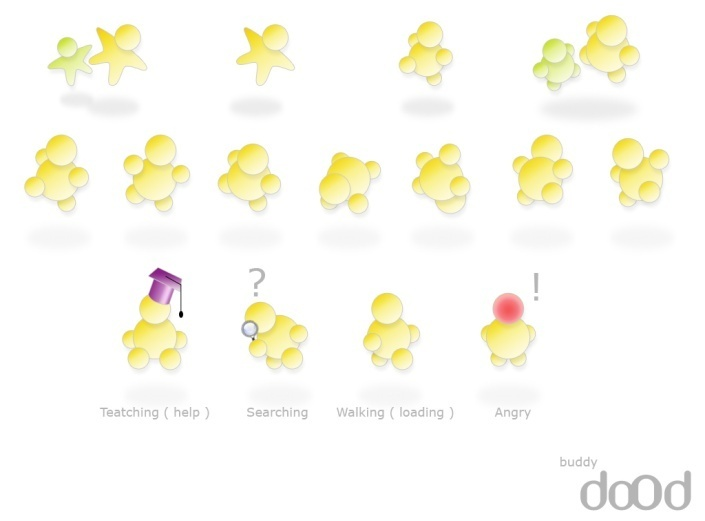 ?
!
Teatching ( help )
Searching
Walking ( loading )
Angry
buddy
doOd